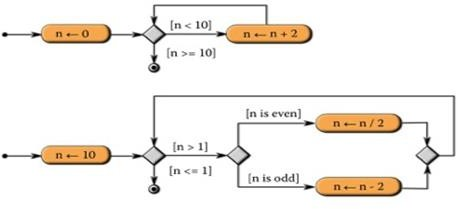 n ← 0
[n < 10]
n ← n + 2
[n >= 10]
n ← 10
[n > 1]
[n <= 1]
[n is even]
n ← n / 2
[n is odd]
n ← n - 2